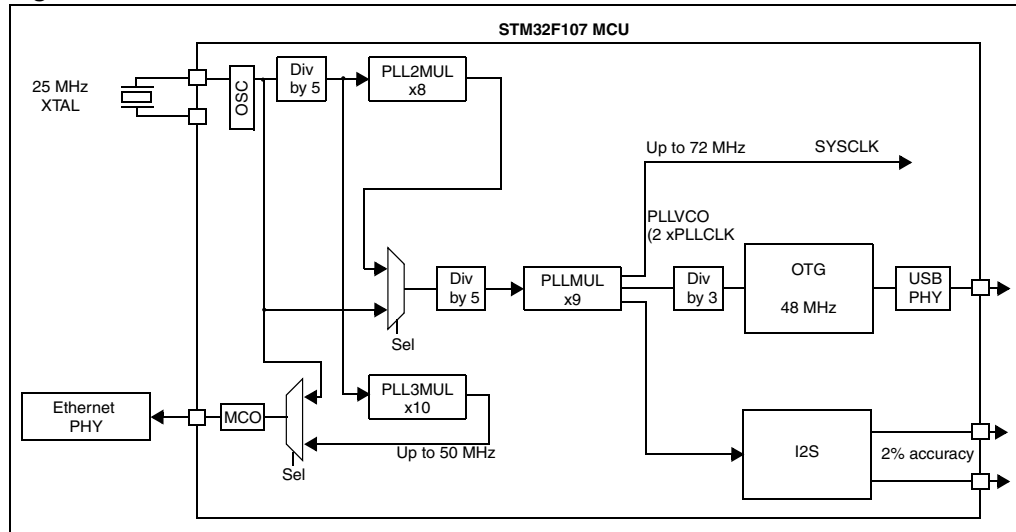 STM32F107 MCU
25 MHz
XTAL
OSC
Div
by 5
PLL2MUL
x8
Up to 72 MHz
SYSCLK
PLLVCO
(2 xPLLCLK
Sel
Div
by 5
PLLMUL
x9
Div
by 3
OTG
48 MHz
USB
PHY
Ethernet
PHY
MCO
Sel
PLL3MUL
x10
Up to 50 MHz
I2S
2% accuracy